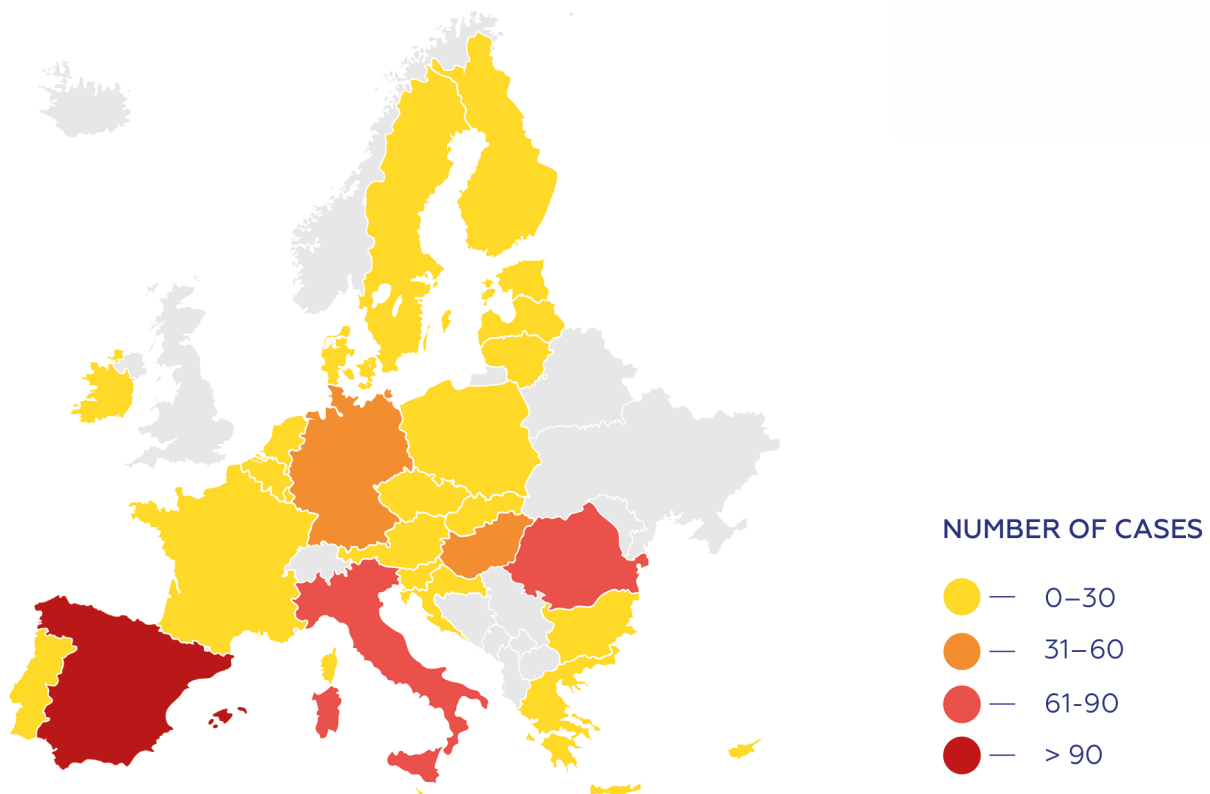 NUMBER OF CASES
— 0–30
— 31–60
— 61-90
— > 90